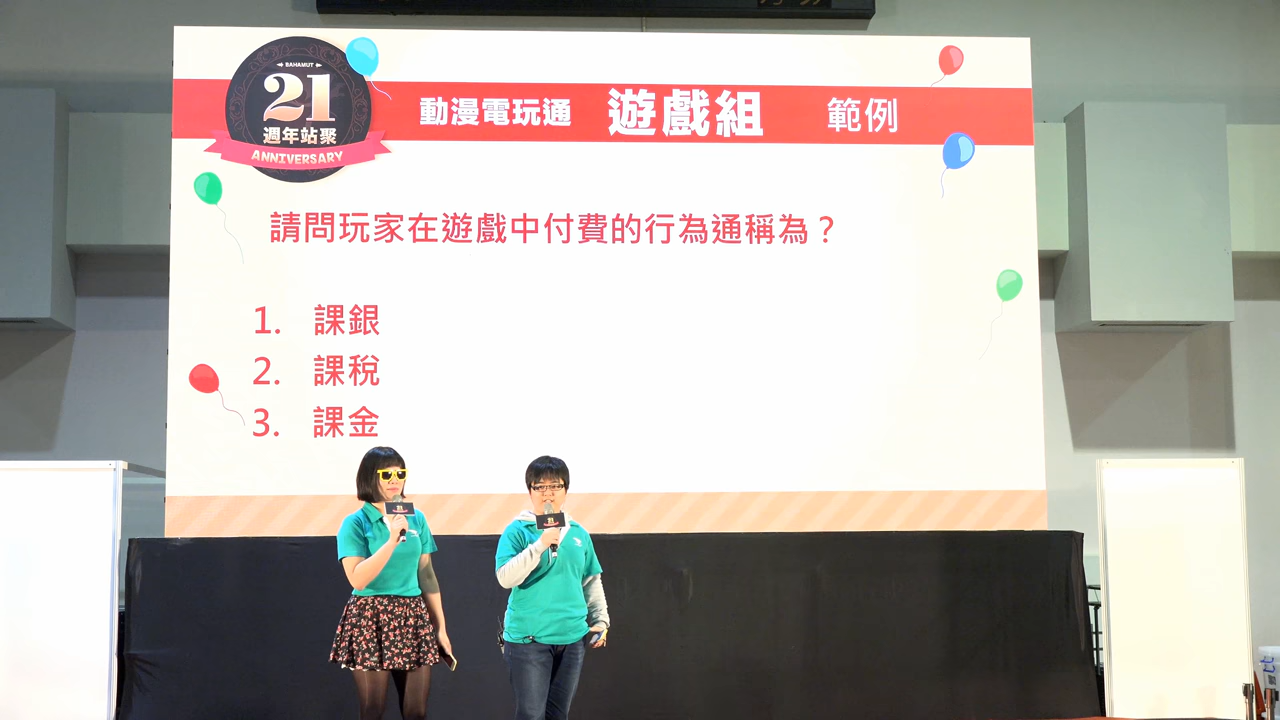 BAHAMUT
21
週年站聚
ANNIVERSARY
動漫電玩通 遊戲組 範例
請問玩家在遊戲中付費的行為通稱為？
1. 課銀
2. 課稅
3. 課金
21
21